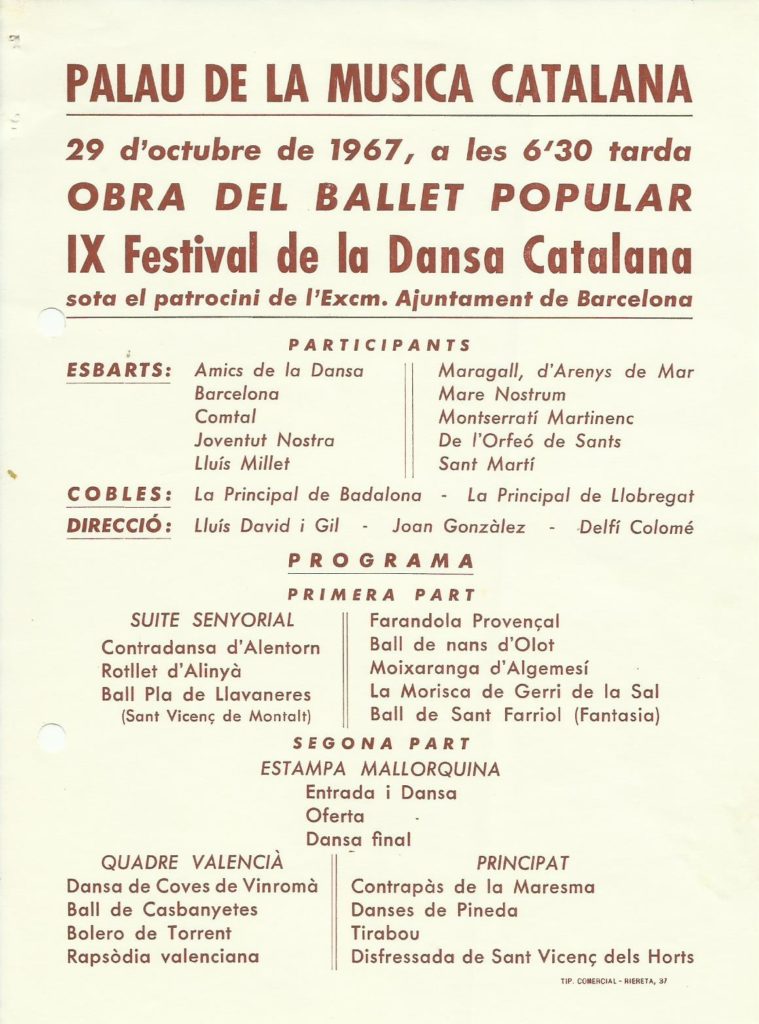 PALAU DE LA MUSICA CATALANA
29 d'octubre de 1967, a les 6'30 tarda
OBRA DEL BALLET POPULAR
IX Festival de la Dansa Catalana
sota el patrocini de l'Excm. Ajuntament de Barcelona
PARTICIPANTS
ESBARTS:
Amics de la Dansa
Barcelona
Comtal
Joventut Nostra
Lluís Millet
Maragall, d'Arenys de Mar
Mare Nostrum
Montserratí Martinenc
De l'Orfeó de Sants
Sant Martí
COBLES: La Principal de Badalona - La Principal de Llobregat
DIRECCIÓ: Lluís David i Gil - Joan Gonzàlez - Delfí Colomé
PROGRAMA
PRIMERA PART
SUITE SENYORIAL
Contradansa d'Alentorn
Rotllet d'Alinyà
Ball Pla de Llavaneres
(Sant Vicenç de Montalt)
Farandola Provençal
Ball de nans d'Olot
Moixaranga d'Algemesí
La Morisca de Gerri de la Sal
Ball de Sant Farriol (Fantasia)
SEGONA PART
ESTAMPA MALLORQUINA
Entrada i Dansa
Oferta
Dansa final
QUADRE VALENCIÀ
Dansa de Coves de Vinromà
Ball de Casbanyetes
Bolero de Torrent
Rapsòdia valenciana
PRINCIPAT
Contrapàs de la Maresma
Danses de Pineda
Tirabou
Disfressada de Sant Vicenç dels Horts
TIP. COMERCIAL - RIERETA, 37